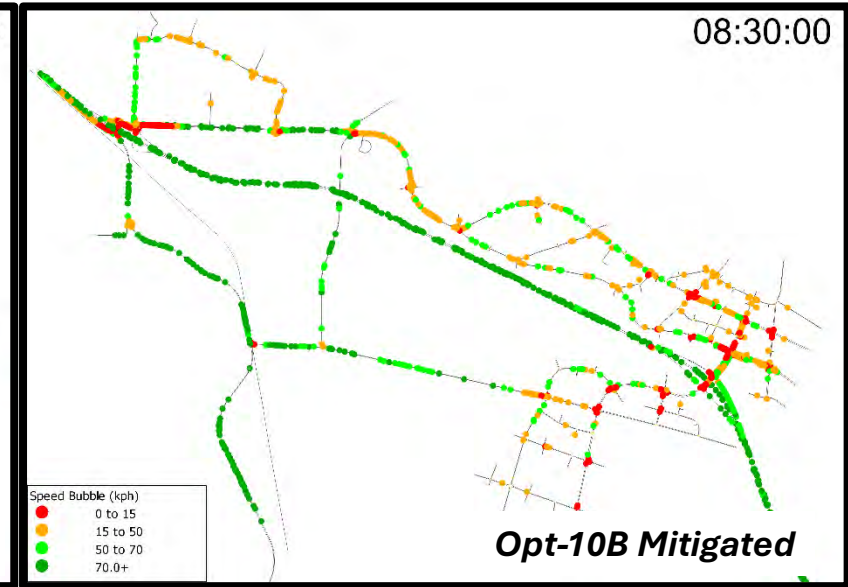 08:30:00
Speed Bubble (kph)
0 to 15
15 to 50
50 to 70
70.0+
Opt-10B Mitigated